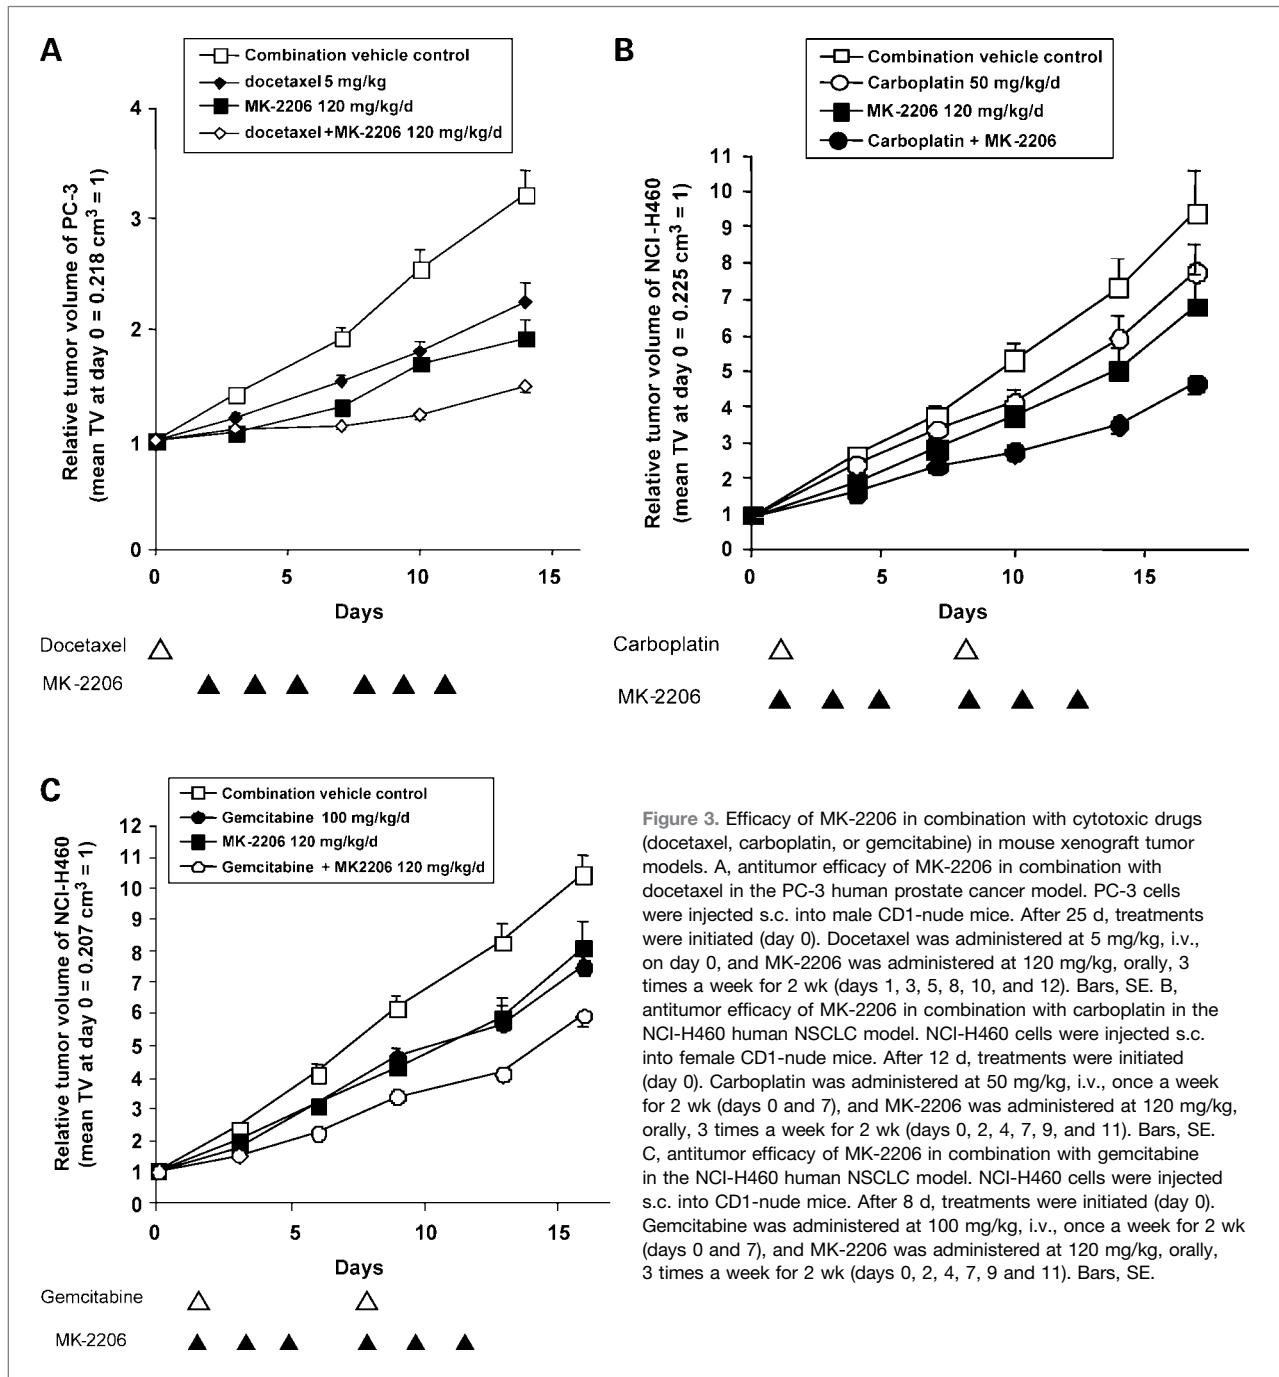 A
Combination vehicle control
docetaxel 5 mg/kg
MK-2206 120 mg/kg/d
docetaxel +MK-2206 120 mg/kg/d
Relative tumor volume of PC-3
(mean TV at day 0 = 0.218 cm³ = 1)
4
3
2
1
0
0 5 10 15
Days
Docetaxel
MK-2206
B
Combination vehicle control
Carboplatin 50 mg/kg/d
MK-2206 120 mg/kg/d
Carboplatin + MK-2206
Relative tumor volume of NCI-H460
(mean TV at day 0 = 0.225 cm³ = 1)
11
10
9
8
7
6
5
4
3
2
1
0
0 5 10 15
Days
Carboplatin
MK-2206
C
Combination vehicle control
Gemcitabine 100 mg/kg/d
MK-2206 120 mg/kg/d
Gemcitabine + MK2206 120 mg/kg/d
Relative tumor volume of NCI-H460
(mean TV at day 0 = 0.207 cm³ = 1)
12
11
10
9
8
7
6
5
4
3
2
1
0
0 5 10 15
Days
Gemcitabine
MK-2206
Figure 3. Efficacy of MK-2206 in combination with cytotoxic drugs
(docetaxel, carboplatin, or gemcitabine) in mouse xenograft tumor
models. A, antitumor efficacy of MK-2206 in combination with
docetaxel in the PC-3 human prostate cancer model. PC-3 cells
were injected s.c. into male CD1-nude mice. After 25 d, treatments
were initiated (day 0). Docetaxel was administered at 5 mg/kg, i.v.,
on day 0, and MK-2206 was administered at 120 mg/kg, orally, 3
times a week for 2 wk (days 1, 3, 5, 8, 10, and 12). Bars, SE. B,
antitumor efficacy of MK-2206 in combination with carboplatin in the
NCI-H460 human NSCLC model. NCI-H460 cells were injected s.c.
into female CD1-nude mice. After 12 d, treatments were initiated
(day 0). Carboplatin was administered at 50 mg/kg, i.v., once a week
for 2 wk (days 0 and 7), and MK-2206 was administered at 120 mg/kg,
orally, 3 times a week for 2 wk (days 0, 2, 4, 7, 9, and 11). Bars, SE.
C, antitumor efficacy of MK-2206 in combination with gemcitabine
in the NCI-H460 human NSCLC model. NCI-H460 cells were injected
s.c. into CD1-nude mice. After 8 d, treatments were initiated (day 0).
Gemcitabine was administered at 100 mg/kg, i.v., once a week for 2 wk
(days 0 and 7), and MK-2206 was administered at 120 mg/kg, orally,
3 times a week for 2 wk (days 0, 2, 4, 7, 9 and 11). Bars, SE.